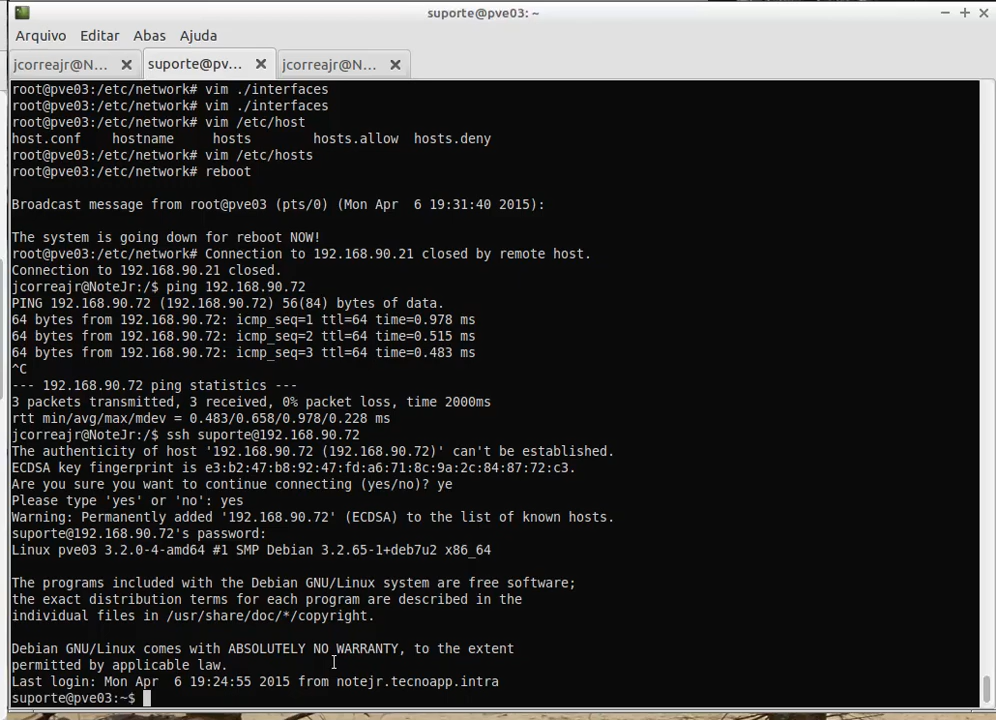 suporte@pve03: ~
Arquivo Editar Abas Ajuda
jcorreajr@N... suporte@pv... jcorreajr@N...
root@pve03:/etc/network# vim ./interfaces
root@pve03:/etc/network# vim ./interfaces
root@pve03:/etc/network# vim /etc/host
host.conf hostname hosts hosts.allow hosts.deny
root@pve03:/etc/network# vim /etc/hosts
root@pve03:/etc/network# reboot
Broadcast message from root@pve03 (pts/0) (Mon Apr  6 19:31:40 2015):
The system is going down for reboot NOW!
root@pve03:/etc/network# Connection to 192.168.90.21 closed by remote host.
Connection to 192.168.90.21 closed.
jcorreajr@NoteJr:/$ ping 192.168.90.72
PING 192.168.90.72 (192.168.90.72) 56(84) bytes of data.
64 bytes from 192.168.90.72: icmp_seq=1 ttl=64 time=0.978 ms
64 bytes from 192.168.90.72: icmp_seq=2 ttl=64 time=0.515 ms
64 bytes from 192.168.90.72: icmp_seq=3 ttl=64 time=0.483 ms
^C
--- 192.168.90.72 ping statistics ---
3 packets transmitted, 3 received, 0% packet loss, time 2000ms
rtt min/avg/max/mdev = 0.483/0.658/0.978/0.228 ms
jcorreajr@NoteJr:/$ ssh suporte@192.168.90.72
The authenticity of host '192.168.90.72 (192.168.90.72)' can't be established.
ECDSA key fingerprint is e3:b2:47:b8:92:47:fd:a6:71:8c:9a:2c:84:87:72:c3.
Are you sure you want to continue connecting (yes/no)? ye
Please type 'yes' or 'no': yes
Warning: Permanently added '192.168.90.72' (ECDSA) to the list of known hosts.
suporte@192.168.90.72's password:
Linux pve03 3.2.0-4-amd64 #1 SMP Debian 3.2.65-1+deb7u2 x86_64
The programs included with the Debian GNU/Linux system are free software;
the exact distribution terms for each program are described in the
individual files in /usr/share/doc/*/copyright.
Debian GNU/Linux comes with ABSOLUTELY NO WARRANTY, to the extent
permitted by applicable law.
Last login: Mon Apr  6 19:24:55 2015 from notejr.tecnoapp.intra
suporte@pve03:~$